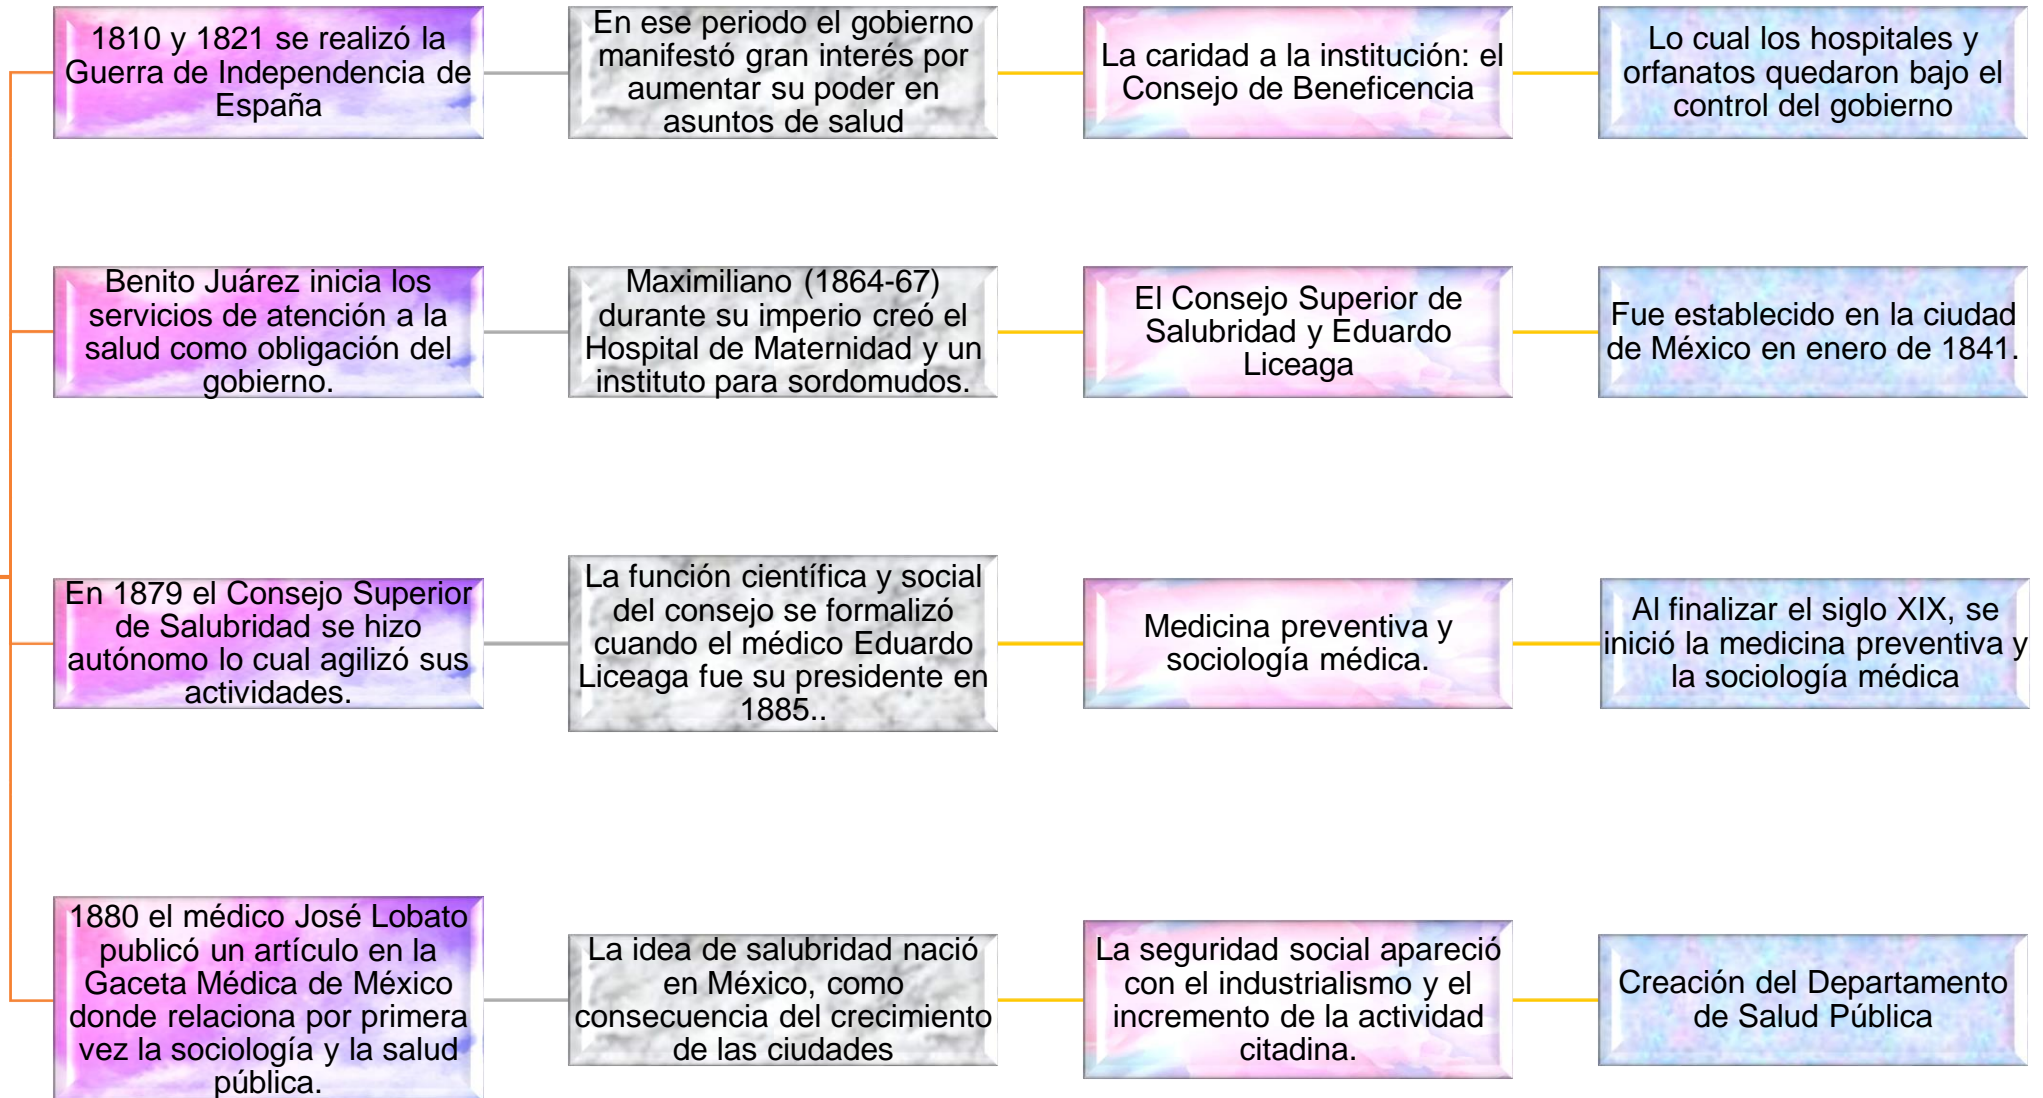 1810 y 1821 se realizó la
Guerra de Independencia de
España
En ese periodo el gobierno
manifestó gran interés por
aumentar su poder en
asuntos de salud
La caridad a la institución: el
Consejo de Beneficencia
Lo cual los hospitales y
orfanatos quedaron bajo el
control del gobierno
Benito Juárez inicia los
servicios de atención a la
salud como obligación del
gobierno.
Maximiliano (1864-67)
durante su imperio creó el
Hospital de Maternidad y un
instituto para sordomudos.
El Consejo Superior de
Salubridad y Eduardo
Liceaga
Fue establecido en la ciudad
de México en enero de 1841.
En 1879 el Consejo Superior
de Salubridad se hizo
autónomo lo cual agilizó sus
actividades.
La función científica y social
del consejo se formalizó
cuando el médico Eduardo
Liceaga fue su presidente en
1885..
Medicina preventiva y
sociología médica.
Al finalizar el siglo XIX, se
inició la medicina preventiva y
la sociología médica
1880 el médico José Lobato
publicó un artículo en la
Gaceta Médica de México
donde relaciona por primera
vez la sociología y la salud
pública.
La idea de salubridad nació
en México, como
consecuencia del crecimiento
de las ciudades
La seguridad social apareció
con el industrialismo y el
incremento de la actividad
citadina.
Creación del Departamento
de Salud Pública